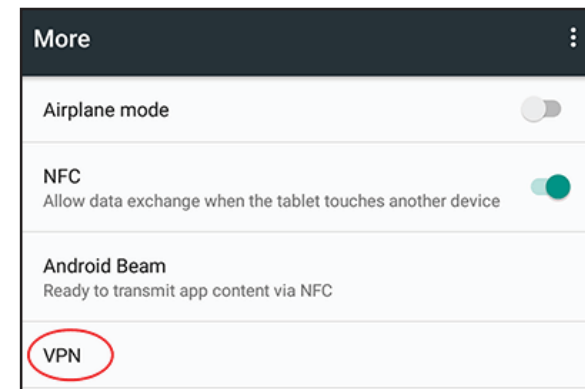 More
Airplane mode
NFC
Allow data exchange when the tablet touches another device
Android Beam
Ready to transmit app content via NFC
VPN